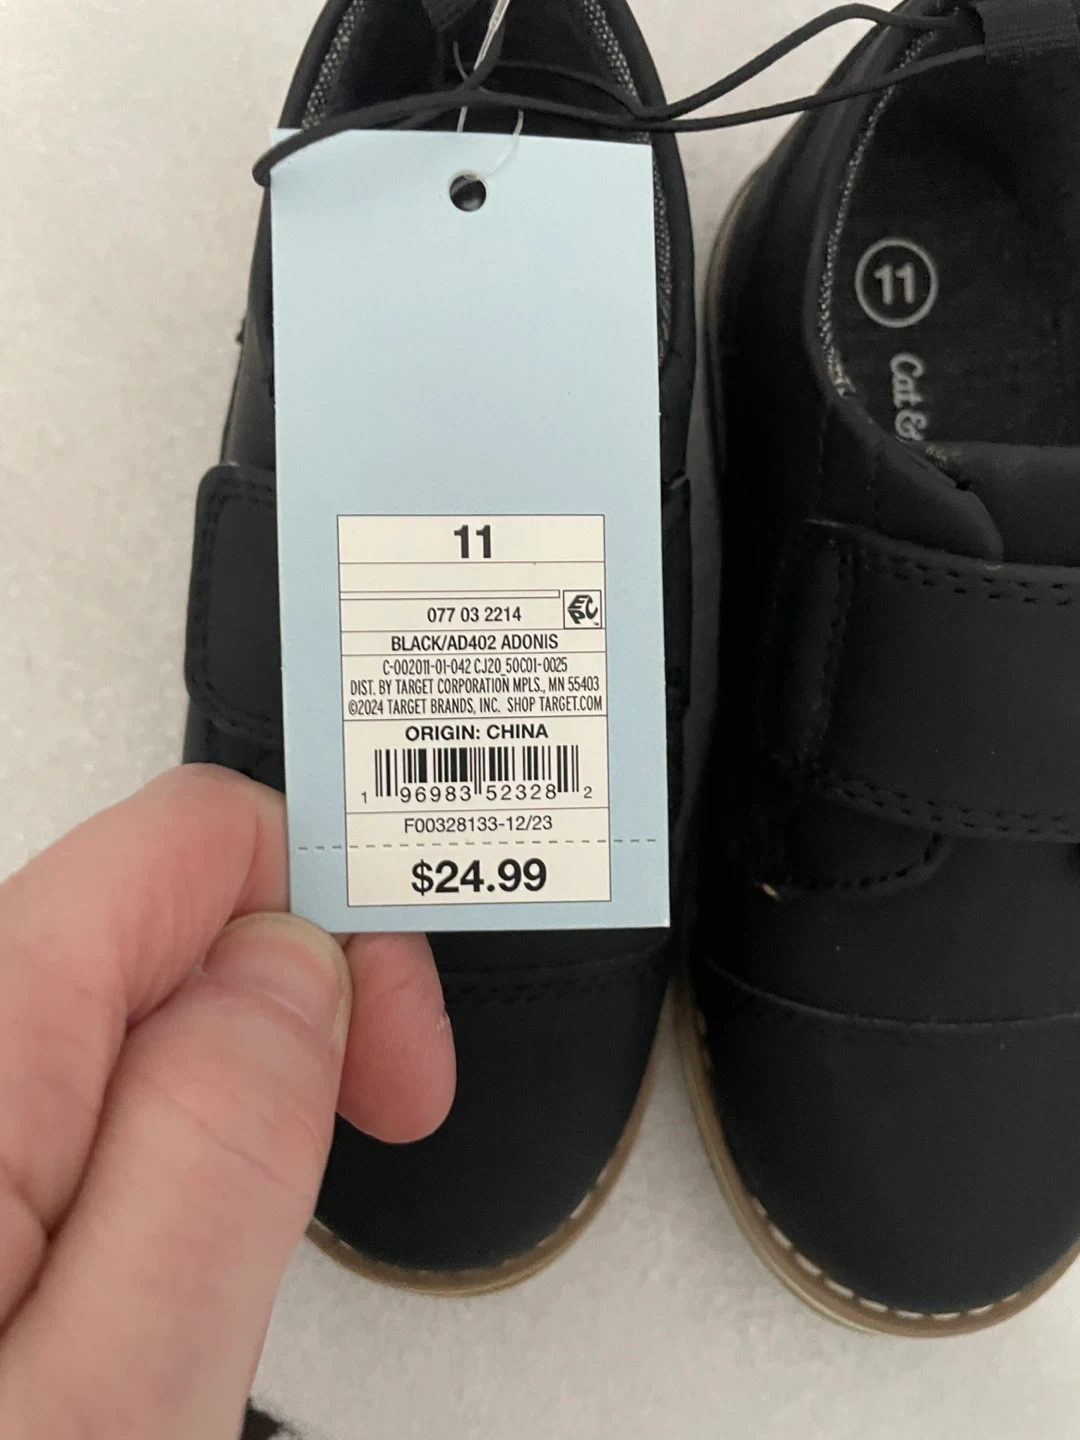 11
077 03 2214
EPC
BLACK/AD402 ADONIS
C-002011-01-042 CJ20_50C01-0025
DIST. BY TARGET CORPORATION MPLS., MN 55403
©2024 TARGET BRANDS, INC. SHOP TARGET.COM
ORIGIN: CHINA
1 96983 52328 2
F00328133-12/23
$24.99
11
Cat &